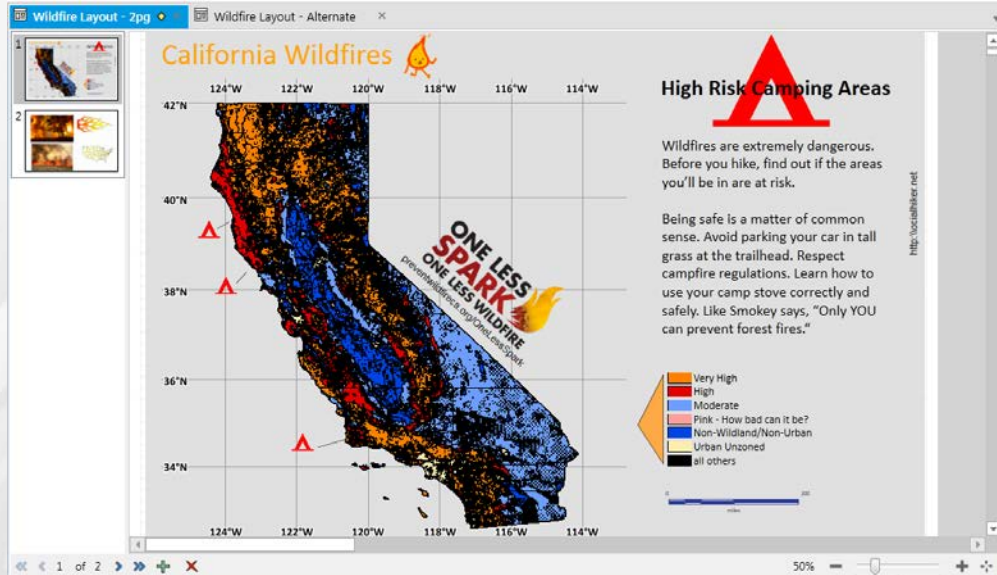 Wildfire Layout - 2pg
Wildfire Layout - Alternate
1
2
California Wildfires
124°W 122°W 120°W 118°W 116°W 114°W
42°N
40°N
38°N
36°N
34°N
124°W 122°W 120°W 118°W 116°W 114°W
ONE LESS
SPARK
ONE LESS WILDFIRE
preventwildfireca.org/OneLessSpark
High Risk Camping Areas
Wildfires are extremely dangerous.
Before you hike, find out if the areas
you'll be in are at risk.
Being safe is a matter of common
sense. Avoid parking your car in tall
grass at the trailhead. Respect
campfire regulations. Learn how to
use your camp stove correctly and
safely. Like Smokey says, “Only YOU
can prevent forest fires.”
http:\\ocialhiker.net
Very High
High
Moderate
Pink - How bad can it be?
Non-Wildland/Non-Urban
Urban Unzoned
all others
0
miles
1 of 2
50%